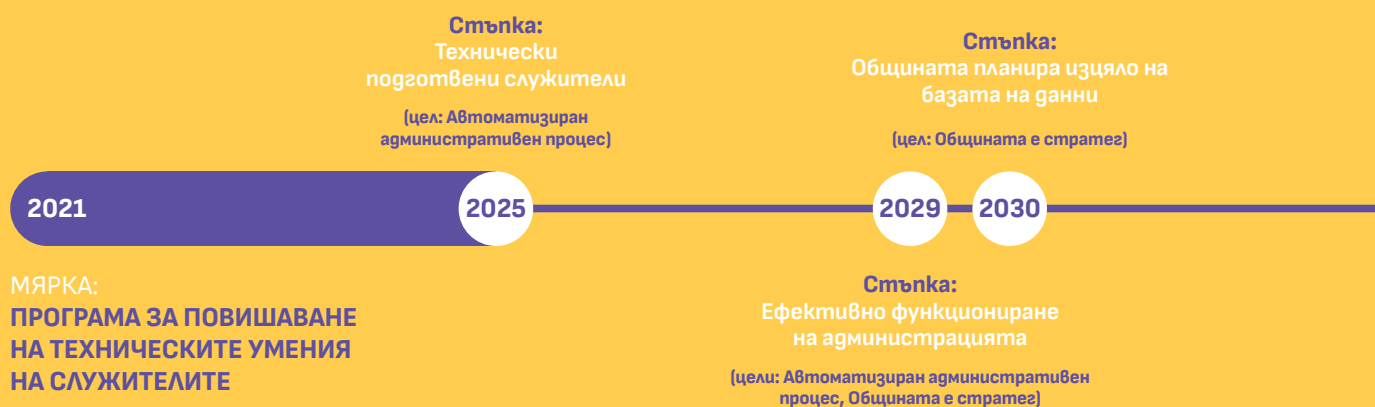 Стъпка:
Технически
подготвени служители
(цел: Автоматизиран
административен процес)
Стъпка:
Общината планира изцяло на
базата на данни
(цел: Общината е стратег)
2021
2025
2029
2030
МЯРКА:
ПРОГРАМА ЗА ПОВИШАВАНЕ
НА ТЕХНИЧЕСКИТЕ УМЕНИЯ
НА СЛУЖИТЕЛИТЕ
Стъпка:
Ефективно функциониране
на администрацията
(цели: Автоматизиран административен
процес, Общината е стратег)